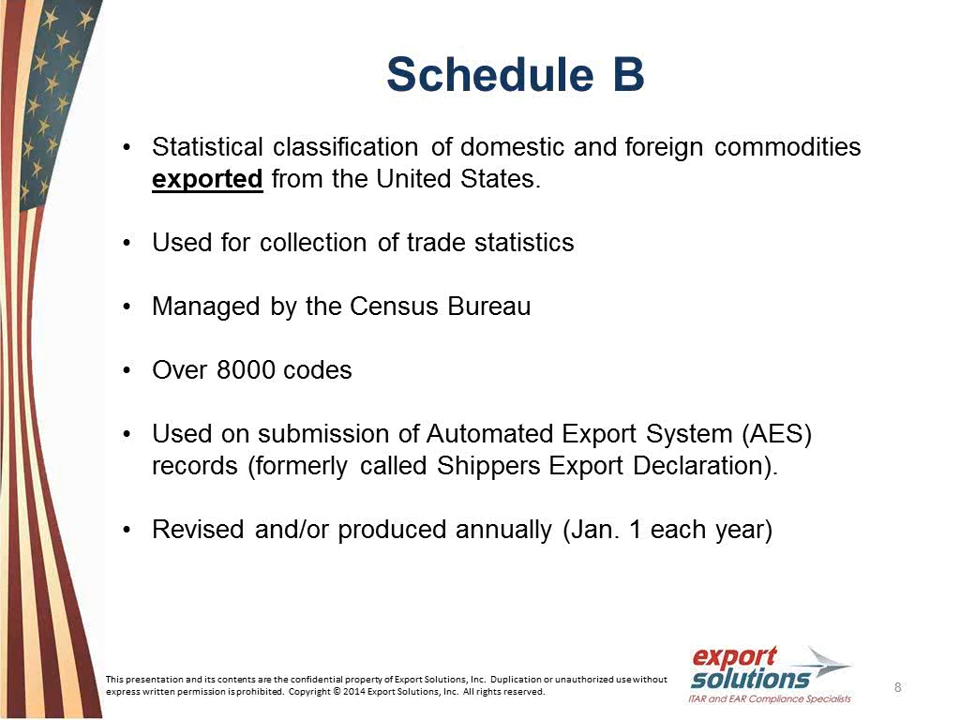 Schedule B
• Statistical classification of domestic and foreign commodities
exported from the United States.
• Used for collection of trade statistics
• Managed by the Census Bureau
• Over 8000 codes
• Used on submission of Automated Export System (AES)
records (formerly called Shippers Export Declaration).
• Revised and/or produced annually (Jan. 1 each year)
This presentation and its contents are the confidential property of Export Solutions, Inc. Duplication or unauthorized use without
express written permission is prohibited. Copyright © 2014 Export Solutions, Inc. All rights reserved.
export
solutions
ITAR and EAR Compliance Specialists
8